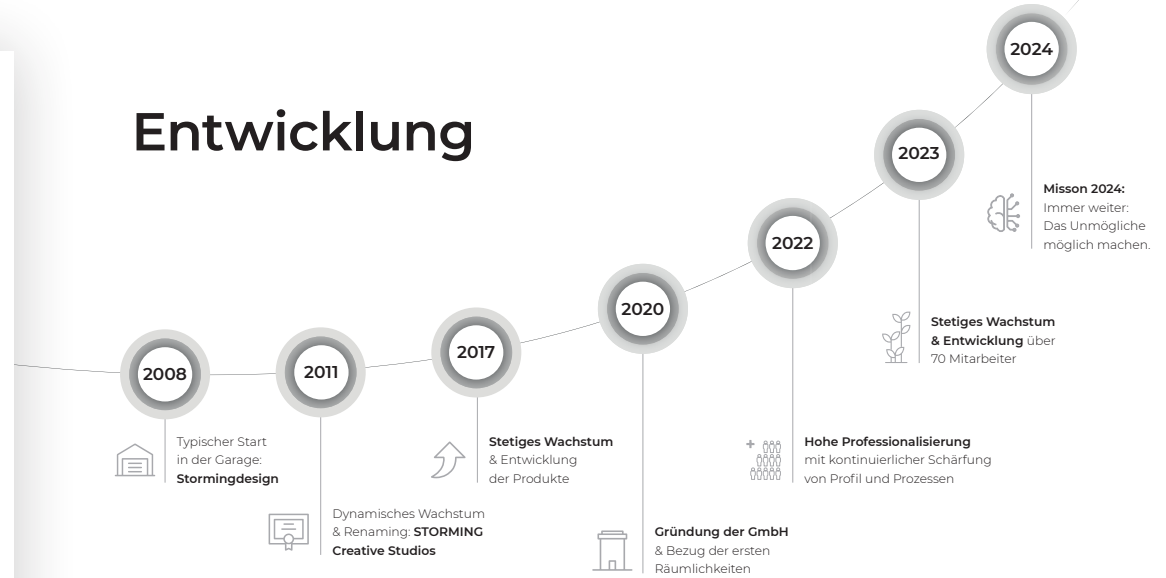 Entwicklung
2008
Typischer Start
in der Garage:
Stormingdesign
2011
Dynamisches Wachstum
& Renaming: STORMING
Creative Studios
2017
Stetiges Wachstum
& Entwicklung
der Produkte
2020
Gründung der GmbH
& Bezug der ersten
Räumlichkeiten
2022
Hohe Professionalisierung
mit kontinuierlicher Schärfung
von Profil und Prozessen
2023
Stetiges Wachstum
& Entwicklung über
70 Mitarbeiter
2024
Misson 2024:
Immer weiter:
Das Unmögliche
möglich machen.